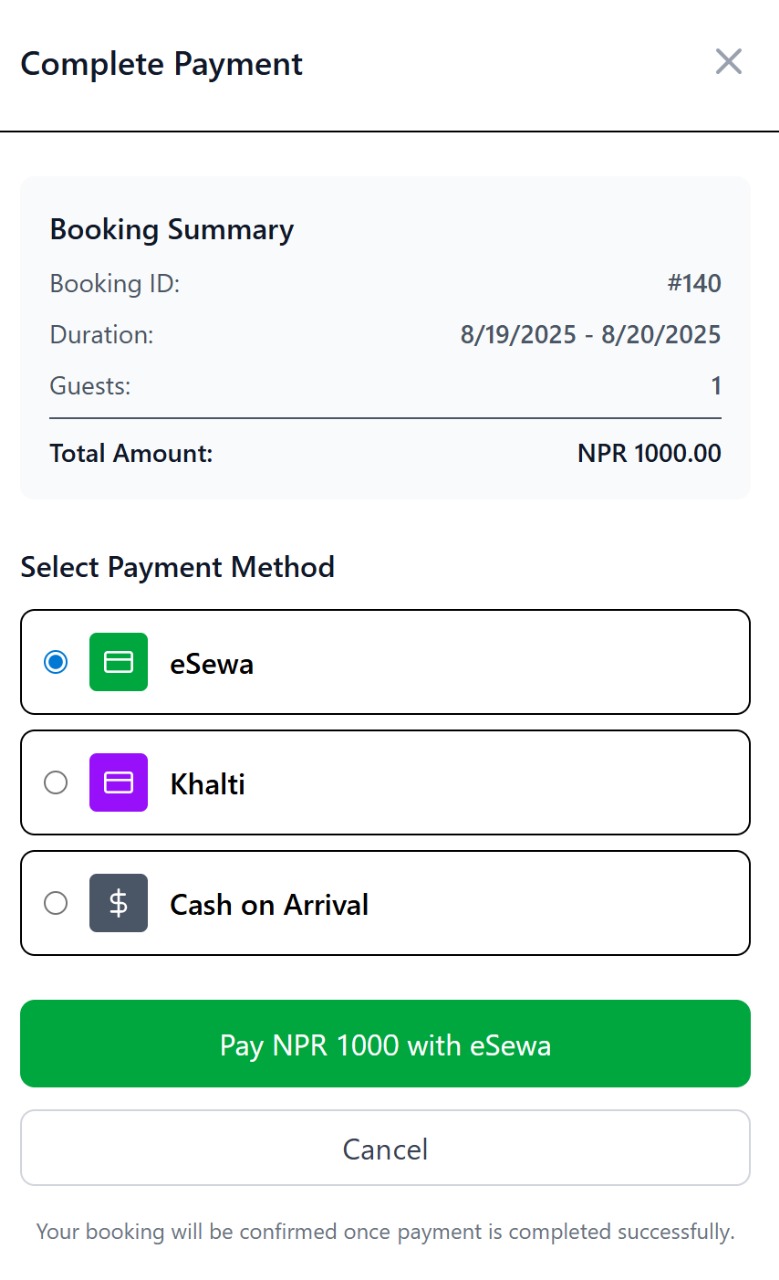 Complete Payment
Booking Summary
Booking ID: #140
Duration: 8/19/2025 - 8/20/2025
Guests: 1
Total Amount: NPR 1000.00
Select Payment Method
eSewa
Khalti
$ Cash on Arrival
Pay NPR 1000 with eSewa
Cancel
Your booking will be confirmed once payment is completed successfully.